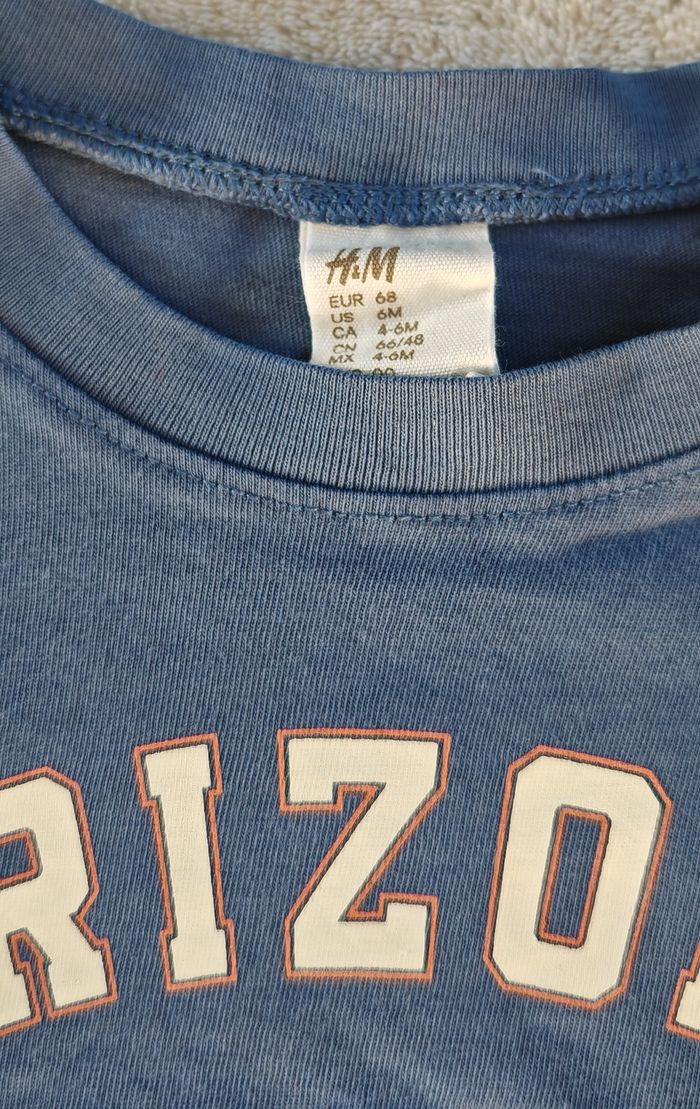 H&M
EUR 68
US 6M
CA 4-6M
CN 66/48
MX 4-6M
RIZO